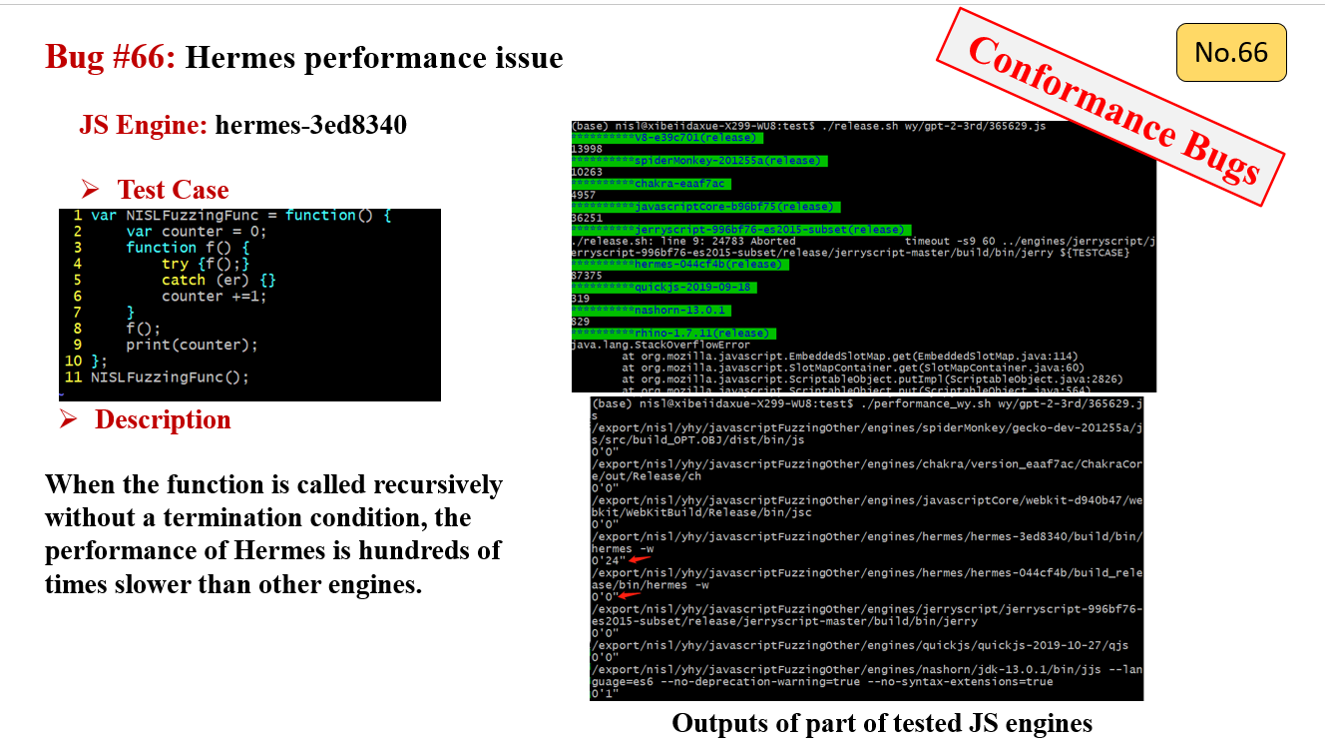 Bug #66: Hermes performance issue
Conformance Bugs
No.66
JS Engine: hermes-3ed8340
➢ Test Case
1 var NISLFuzzingFunc = function() {
2     var counter = 0;
3     function f() {
4         try {f();}
5         catch (er) {}
6         counter +=1;
7     }
8     f();
9     print(counter);
10 };
11 NISLFuzzingFunc();
➢ Description
When the function is called recursively
without a termination condition, the
performance of Hermes is hundreds of
times slower than other engines.
(base) nisl@xibeiidaxue-X299-WU8:test$ ./release.sh wy/gpt-2-3rd/365629.js
**********V8-e39c701(release)
13998
**********spiderMonkey-201255a(release)
10263
**********chakra-eaaf7ac
4957
**********javascriptCore-b96bf75(release)
36251
**********jerryscript-996bf76-es2015-subset(release)
./release.sh: line 9: 24783 Aborted timeout -s9 60 ../engines/jerryscript/j
erryscript-996bf76-es2015-subset/release/jerryscript-master/build/bin/jerry ${TESTCASE}
**********hermes-044cf4b(release)
87375
**********quickjs-2019-09-18
319
**********nashorn-13.0.1
829
**********rhino-1.7.11(release)
java.lang.StackOverflowError
at org.mozilla.javascript.EmbeddedSlotMap.get(EmbeddedSlotMap.java:114)
at org.mozilla.javascript.SlotMapContainer.get(SlotMapContainer.java:60)
at org.mozilla.javascript.ScriptableObject.putImpl(ScriptableObject.java:2826)
at org.mozilla.javascript.ScriptableObject.put(ScriptableObject.java:564)
(base) nisl@xibeiidaxue-X299-WU8:test$ ./performance_wy.sh wy/gpt-2-3rd/365629.j
s
/export/nisl/yhy/javascriptFuzzingOther/engines/spiderMonkey/gecko-dev-201255a/j
s/src/build_OPT.OBJ/dist/bin/js
0'0"
/export/nisl/yhy/javascriptFuzzingOther/engines/chakra/version_eaaf7ac/ChakraCor
e/out/Release/ch
0'0"
/export/nisl/yhy/javascriptFuzzingOther/engines/javascriptCore/webkit-d940b47/we
bkit/WebKitBuild/Release/bin/jsc
0'0"
/export/nisl/yhy/javascriptFuzzingOther/engines/hermes/hermes-3ed8340/build/bin/
hermes -w
0'24"
/export/nisl/yhy/javascriptFuzzingOther/engines/hermes/hermes-044cf4b/build_rele
ase/bin/hermes -w
0'0"
/export/nisl/yhy/javascriptFuzzingOther/engines/jerryscript/jerryscript-996bf76-
es2015-subset/release/jerryscript-master/build/bin/jerry
0'0"
/export/nisl/yhy/javascriptFuzzingOther/engines/quickjs/quickjs-2019-10-27/qjs
0'0"
/export/nisl/yhy/javascriptFuzzingOther/engines/nashorn/jdk-13.0.1/bin/jjs --lan
guage=es6 --no-deprecation-warning=true --no-syntax-extensions=true
0'1"
Outputs of part of tested JS engines